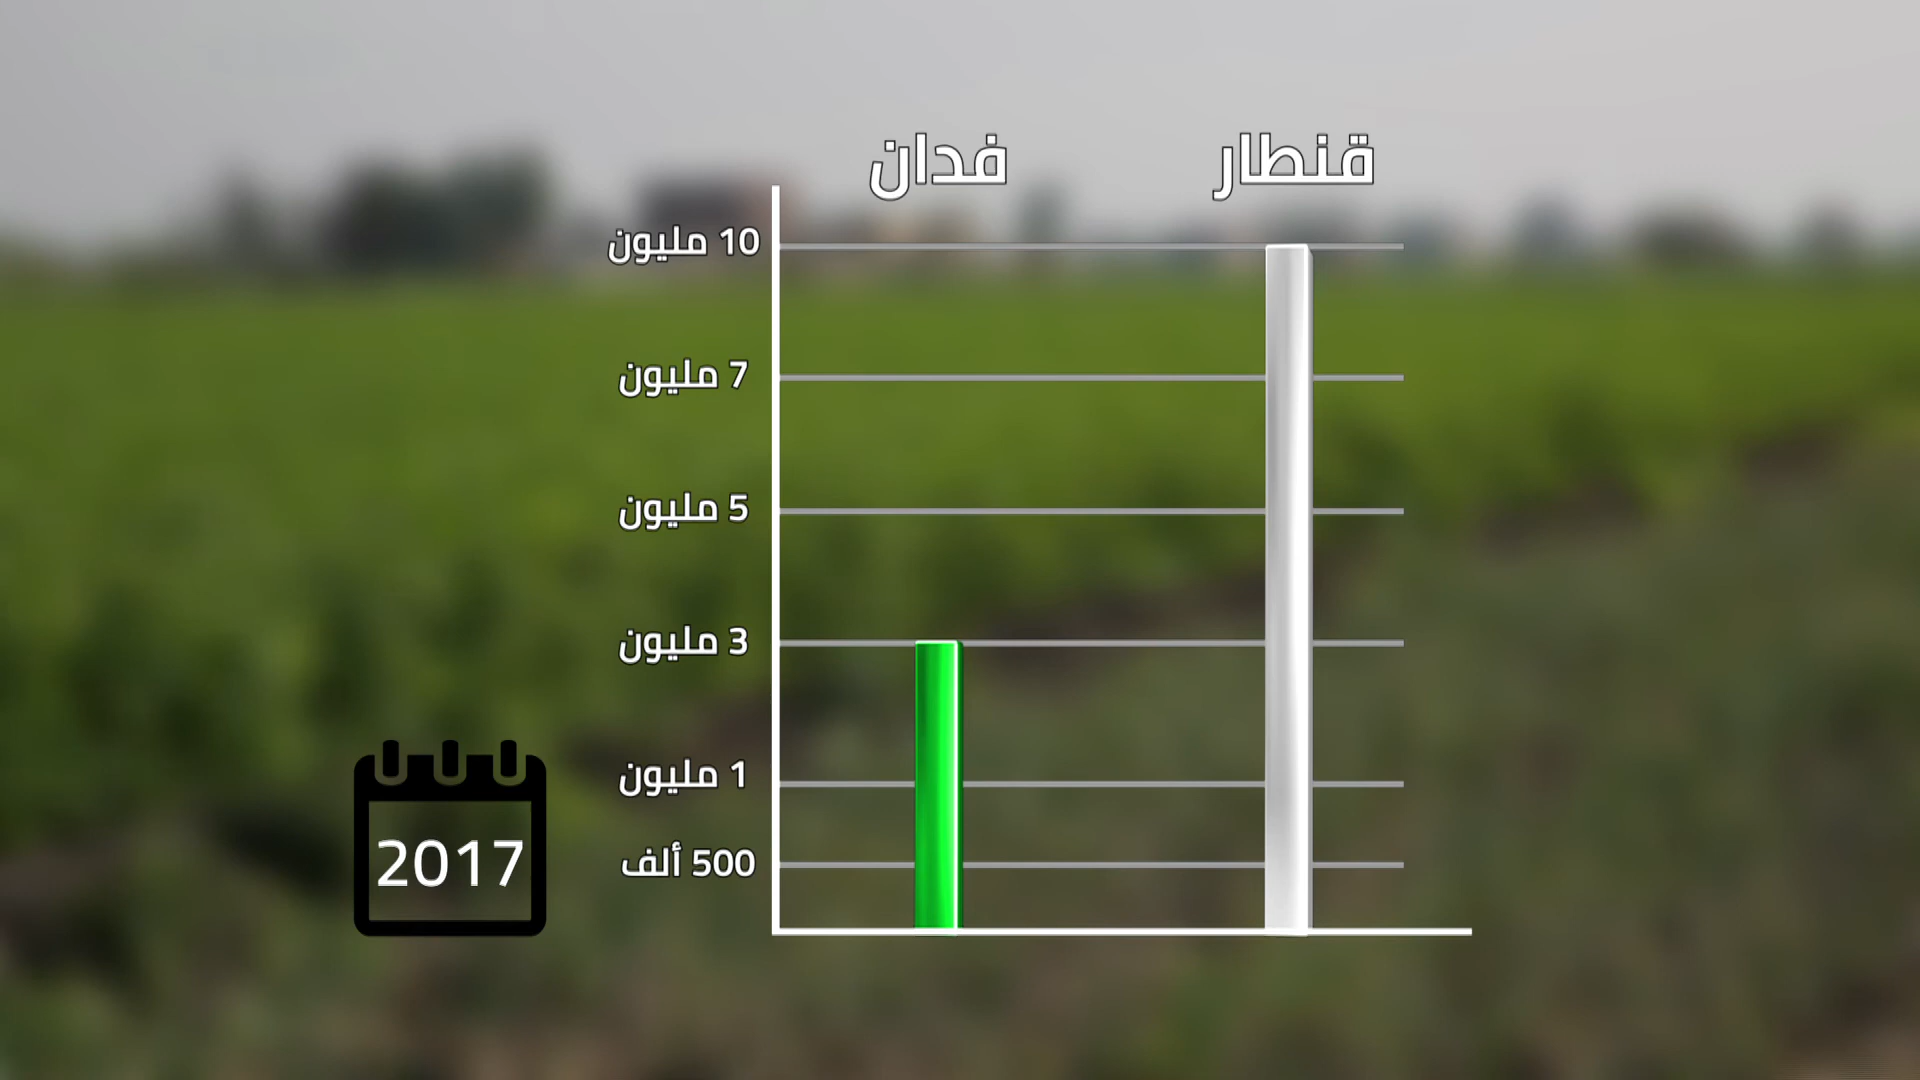 قنطار
فدان
10 مليون
7 مليون
5 مليون
3 مليون
1 مليون
500 ألف
2017